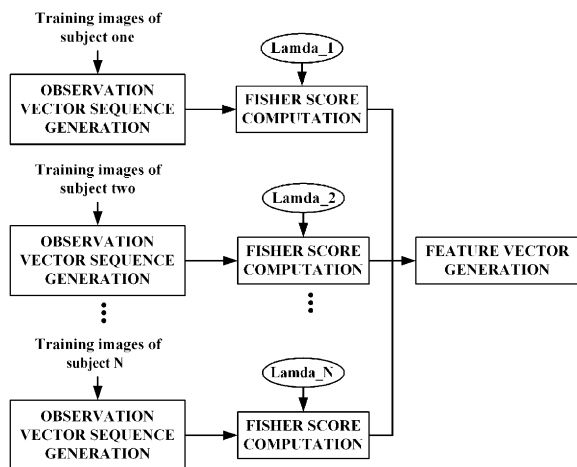 Training images of
subject one
Lamda_1
OBSERVATION
VECTOR SEQUENCE
GENERATION
FISHER SCORE
COMPUTATION
Training images of
subject two
Lamda_2
OBSERVATION
VECTOR SEQUENCE
GENERATION
FISHER SCORE
COMPUTATION
FEATURE VECTOR
GENERATION
Training images of
subject N
Lamda_N
OBSERVATION
VECTOR SEQUENCE
GENERATION
FISHER SCORE
COMPUTATION